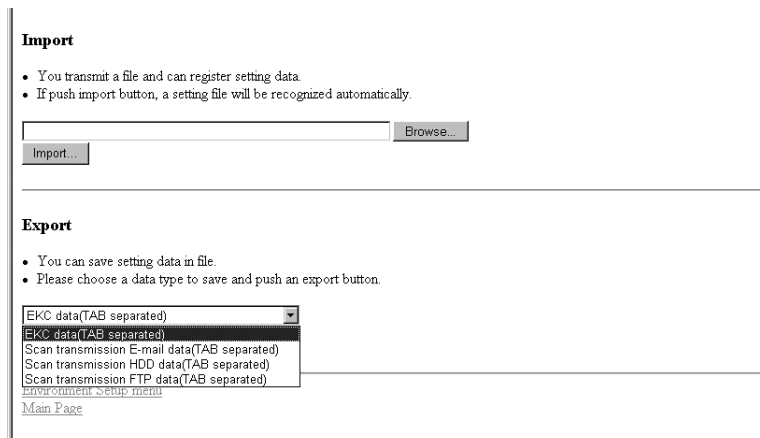 Import
• You transmit a file and can register setting data.
• If push import button, a setting file will be recognized automatically.
Browse...
Import...
Export
• You can save setting data in file.
• Please choose a data type to save and push an export button.
EKC data(TAB separated)
EKC data(TAB separated)
Scan transmission E-mail data(TAB separated)
Scan transmission HDD data(TAB separated)
Scan transmission FTP data(TAB separated)
Environment Setup menu
Main Page